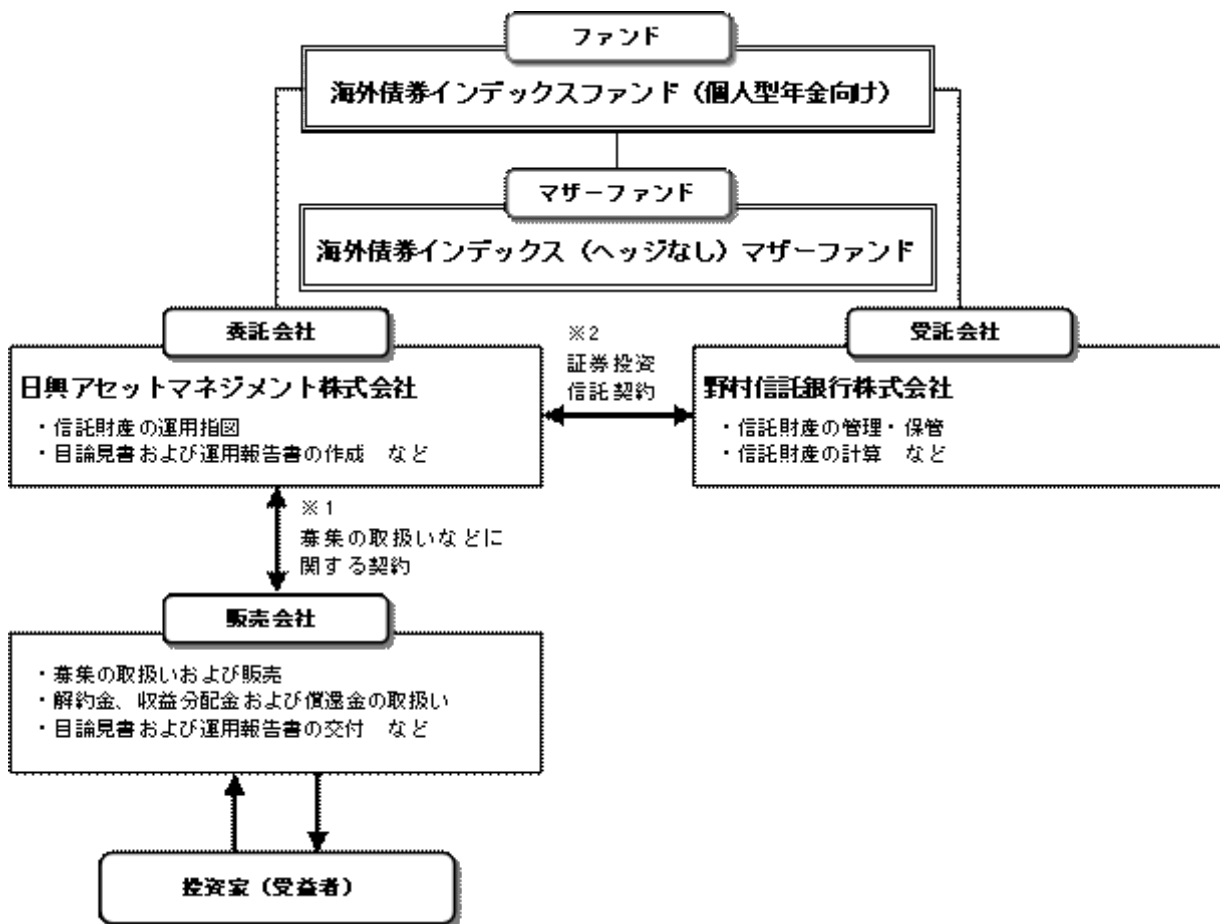 ファンド
海外債券インデックスファンド（個人型年金向け）
マザーファンド
海外債券インデックス（ヘッジなし）マザーファンド
委託会社
日興アセットマネジメント株式会社
・信託財産の運用指図
・目論見書および運用報告書の作成　など
※2
証券投資
信託契約
受託会社
野村信託銀行株式会社
・信託財産の管理・保管
・信託財産の計算　など
※1
募集の取扱いなどに
関する契約
販売会社
・募集の取扱いおよび販売
・解約金、収益分配金および償還金の取扱い
・目論見書および運用報告書の交付　など
投資家（受益者）